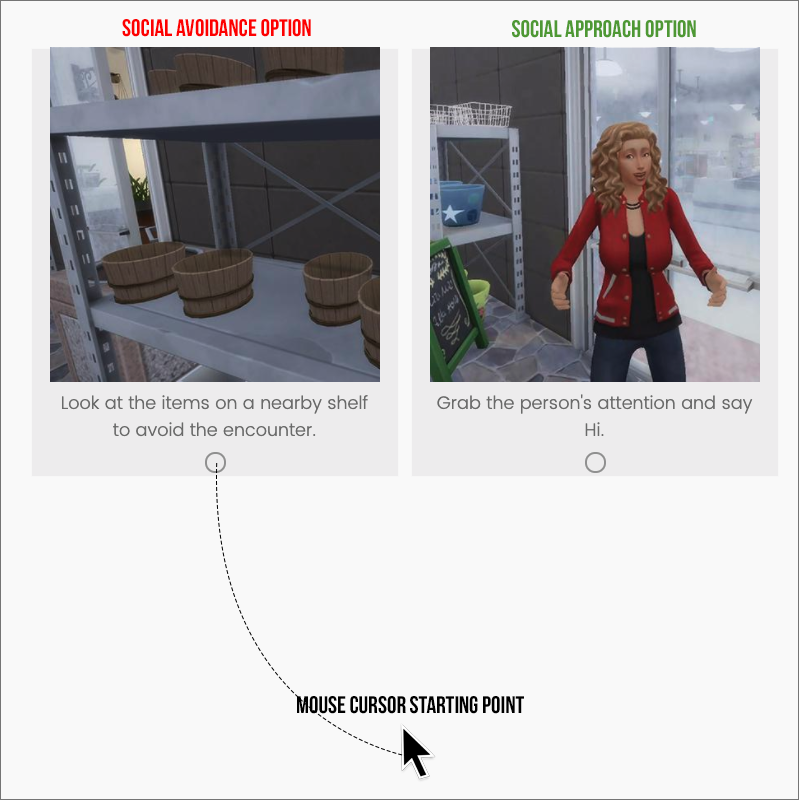 SOCIAL AVOIDANCE OPTION
SOCIAL APPROACH OPTION
Look at the items on a nearby shelf
to avoid the encounter.
Grab the person's attention and say
Hi.
MOUSE CURSOR STARTING POINT